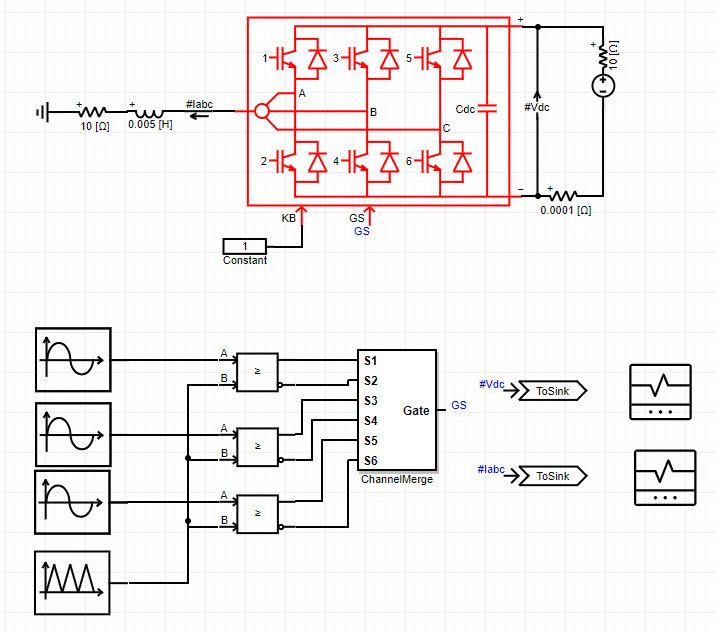 +
1
3
5
10 [Ω]
+
A
+
+
#Iabc
10 [Ω]
0.005 [H]
B
C
Cdc
#Vdc
+
−
2
4
6
−
+
0.0001 [Ω]
KB
GS
GS
1
Constant
A
B
≥
A
B
≥
A
B
≥
S1
S2
S3
S4
S5
S6
Gate
GS
ChannelMerge
#Vdc
ToSink
#Iabc
ToSink